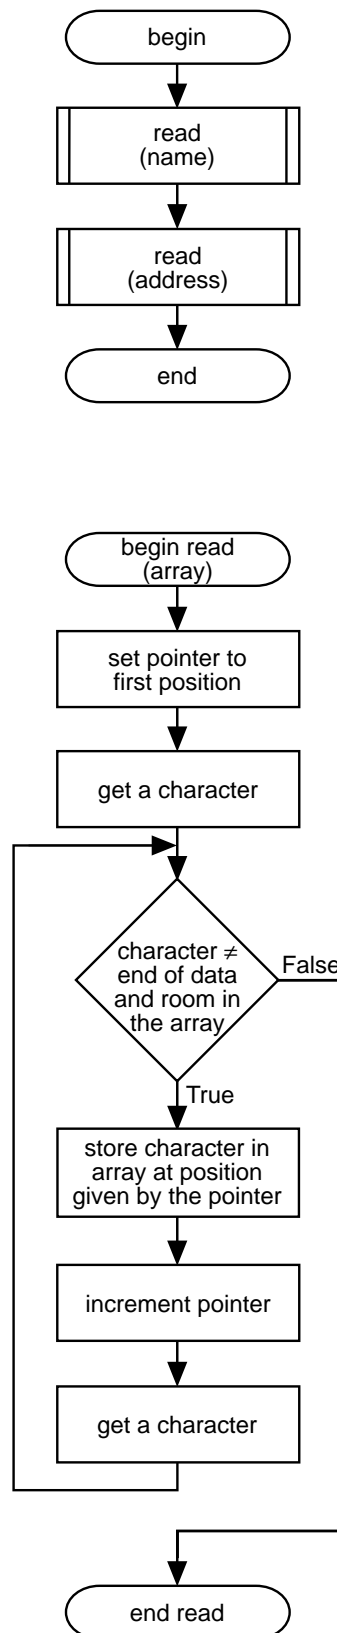 begin
read
(name)
read
(address)
end
begin read
(array)
set pointer to
first position
get a character
character ≠
end of data
and room in
the array
False
True
store character in
array at position
given by the pointer
increment pointer
get a character
end read